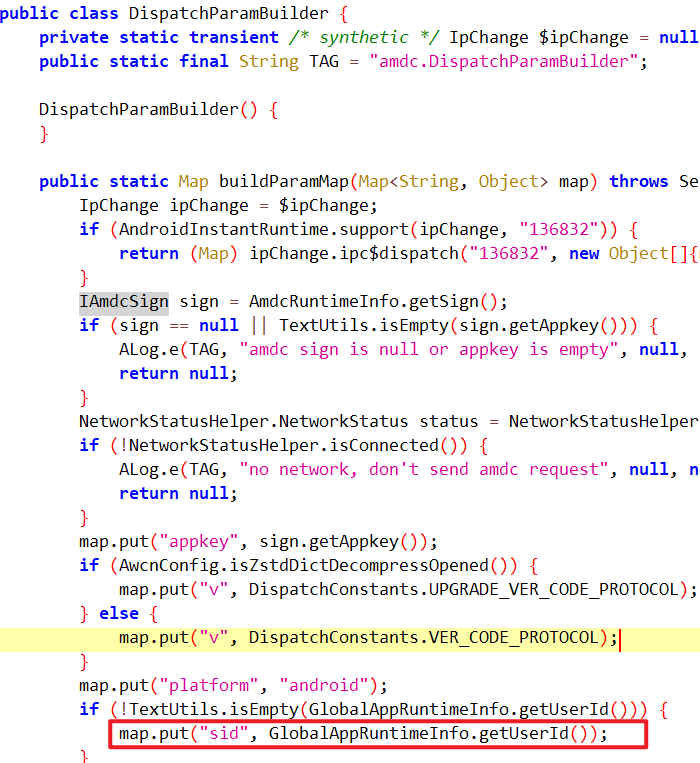 public class DispatchParamBuilder {
    private static transient /* synthetic */ IpChange $ipChange = null
    public static final String TAG = "amdc.DispatchParamBuilder";
    DispatchParamBuilder() {
    }
    public static Map buildParamMap(Map<String, Object> map) throws Se
        IpChange ipChange = $ipChange;
        if (AndroidInstantRuntime.support(ipChange, "136832")) {
            return (Map) ipChange.ipc$dispatch("136832", new Object[]{
        }
        IAmdcSign sign = AmdcRuntimeInfo.getSign();
        if (sign == null || TextUtils.isEmpty(sign.getAppkey())) {
            ALog.e(TAG, "amdc sign is null or appkey is empty", null,
            return null;
        }
        NetworkStatusHelper.NetworkStatus status = NetworkStatusHelper
        if (!NetworkStatusHelper.isConnected()) {
            ALog.e(TAG, "no network, don't send amdc request", null, n
            return null;
        }
        map.put("appkey", sign.getAppkey());
        if (AwcnConfig.isZstdDictDecompressOpened()) {
            map.put("v", DispatchConstants.UPGRADE_VER_CODE_PROTOCOL);
        } else {
            map.put("v", DispatchConstants.VER_CODE_PROTOCOL);
        }
        map.put("platform", "android");
        if (!TextUtils.isEmpty(GlobalAppRuntimeInfo.getUserId())) {
            map.put("sid", GlobalAppRuntimeInfo.getUserId());
        }